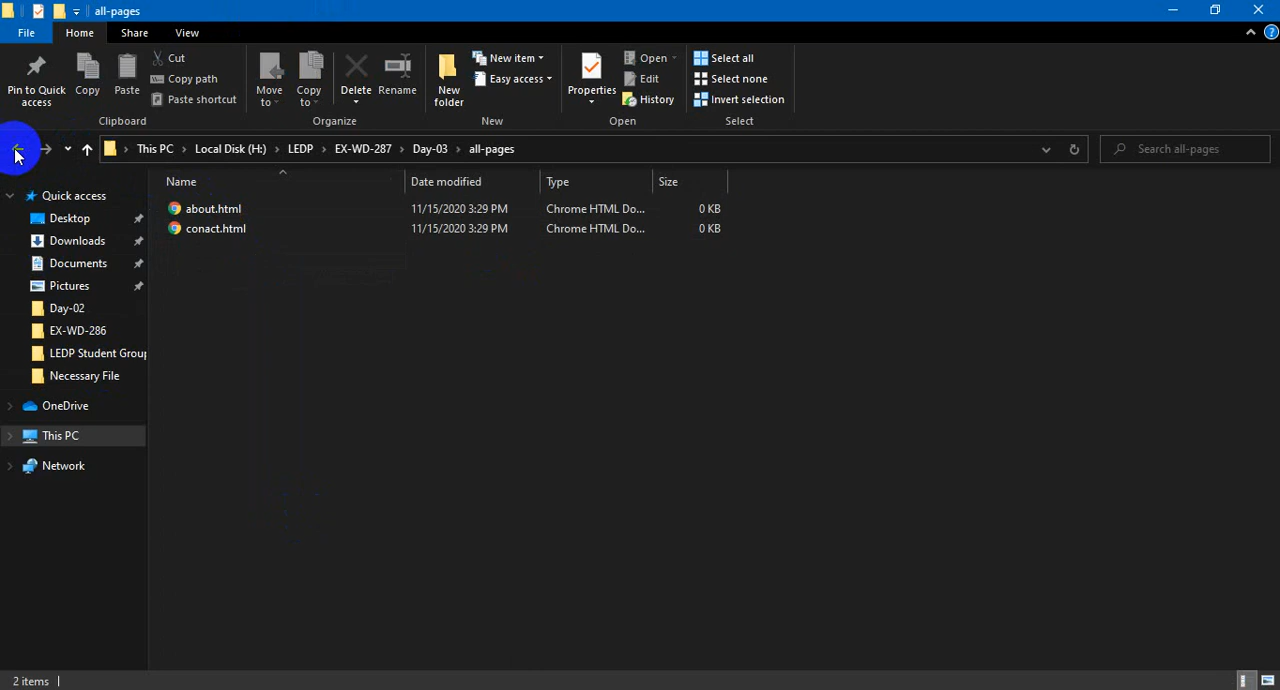 all-pages
File Home Share View
Pin to Quick access
Copy
Paste
Cut
Copy path
Paste shortcut
Clipboard
Move to
Copy to
Delete
Rename
Organize
New folder
New item
Easy access
New
Properties
Open
Edit
History
Open
Select all
Select none
Invert selection
Select
This PC › Local Disk (H:) › LEDP › EX-WD-287 › Day-03 › all-pages
Search all-pages
Name Date modified Type Size
about.html 11/15/2020 3:29 PM Chrome HTML Do... 0 KB
conact.html 11/15/2020 3:29 PM Chrome HTML Do... 0 KB
Quick access
Desktop
Downloads
Documents
Pictures
Day-02
EX-WD-286
LEDP Student Group
Necessary File
OneDrive
This PC
Network
2 items